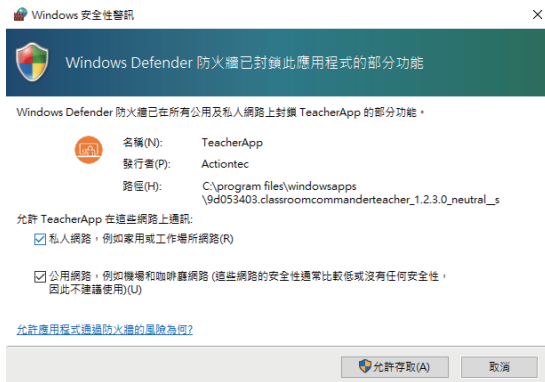 Windows 安全性警訊
Windows Defender 防火牆已封鎖此應用程式的部分功能
Windows Defender 防火牆已在所有公用及私人網路上封鎖 TeacherApp 的部分功能。
名稱(N): TeacherApp
發行者(P): Actiontec
路徑(H): C:\program files\windowsapps
\9d053403.classroomcommanderteacher_1.2.3.0_neutral__s
允許 TeacherApp 在這些網路上通訊:
私人網路，例如家用或工作場所網路(R)
公用網路，例如機場和咖啡廳網路 (這些網路的安全性通常比較低或沒有任何安全性，
因此不建議使用)(U)
允許應用程式通過防火牆的風險為何?
允許存取(A) 取消